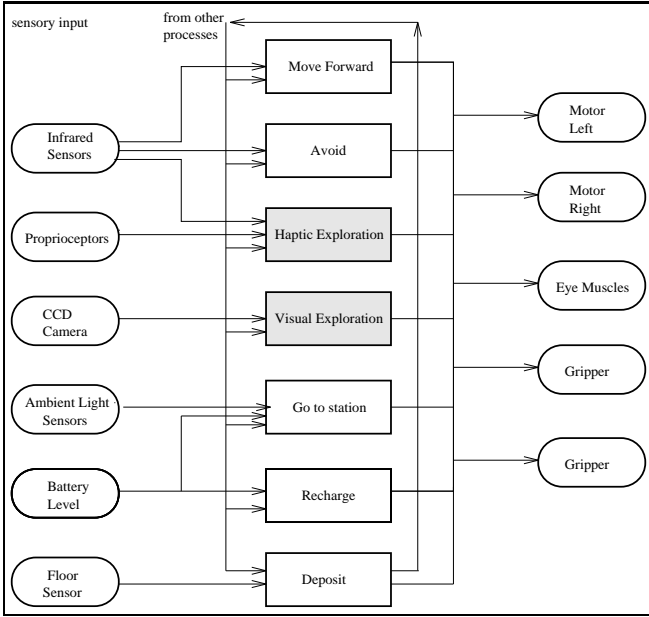 sensory input
from other
processes
Move Forward
Infrared
Sensors
Avoid
Proprioceptors
Haptic Exploration
CCD
Camera
Visual Exploration
Ambient Light
Sensors
Go to station
Battery
Level
Recharge
Floor
Sensor
Deposit
Motor
Left
Motor
Right
Eye Muscles
Gripper
Gripper